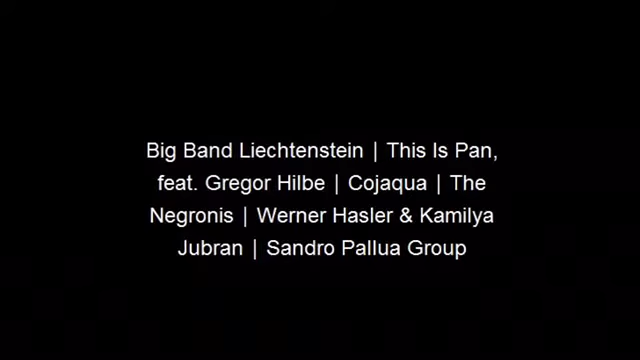 Big Band Liechtenstein | This Is Pan,
feat. Gregor Hilbe | Cojaqua | The
Negronis | Werner Hasler & Kamilya
Jubran | Sandro Pallua Group